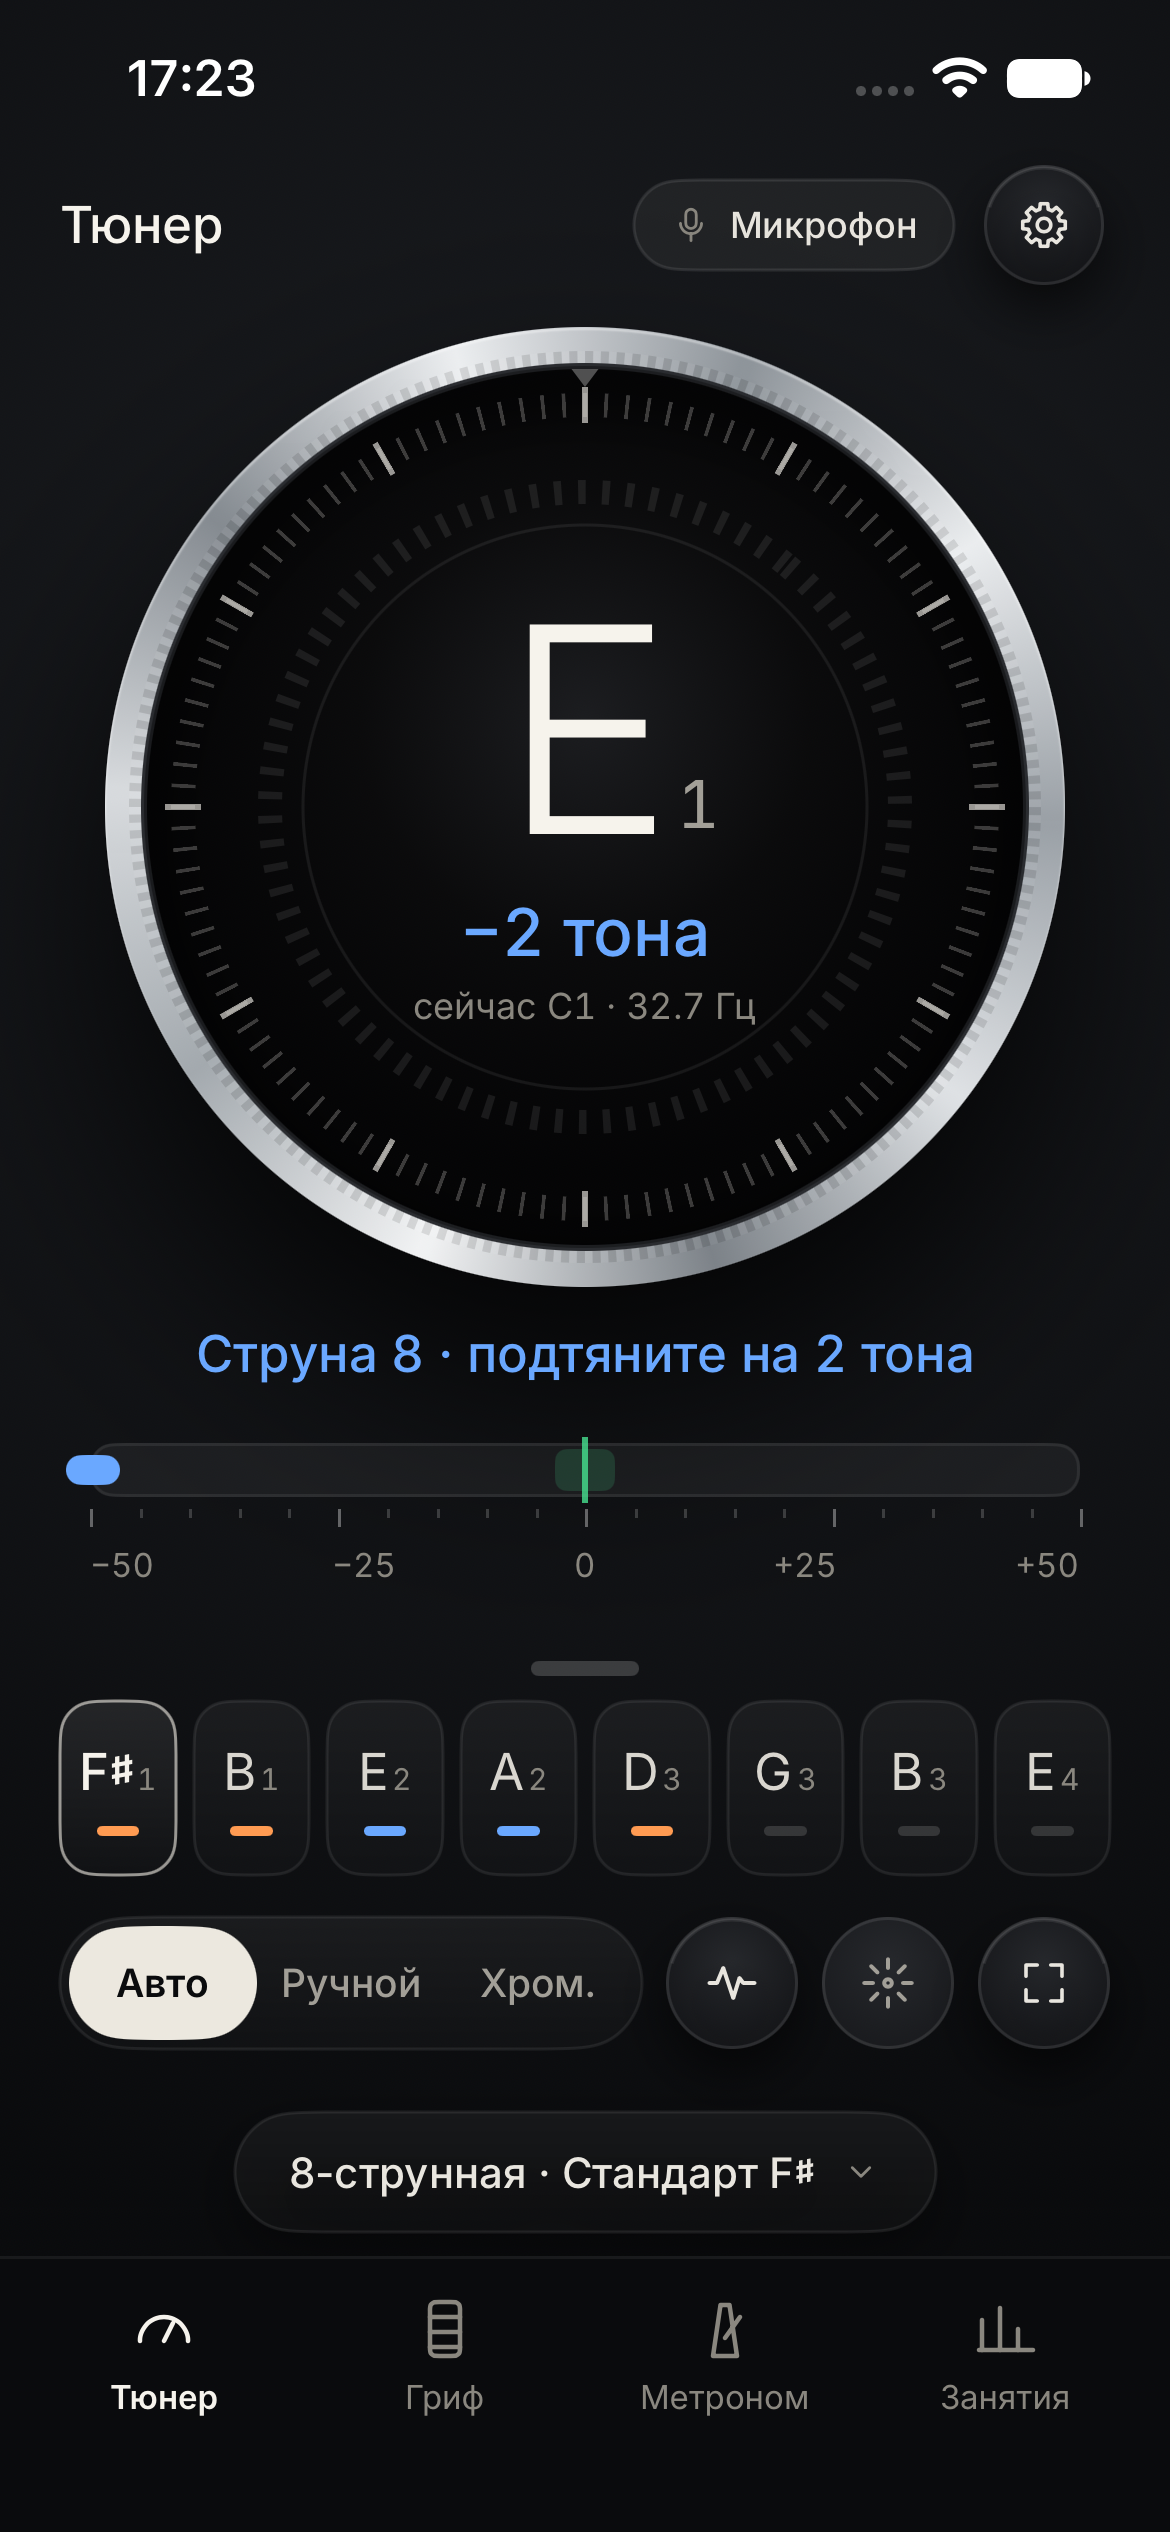 17:23
Тюнер
Микрофон
E1
−2 тона
сейчас C1 · 32.7 Гц
Струна 8 · подтяните на 2 тона
−50 −25 0 +25 +50
F♯1 B1 E2 A2 D3 G3 B3 E4
Авто Ручной Хром.
8-струнная · Стандарт F♯
Тюнер Гриф Метроном Занятия